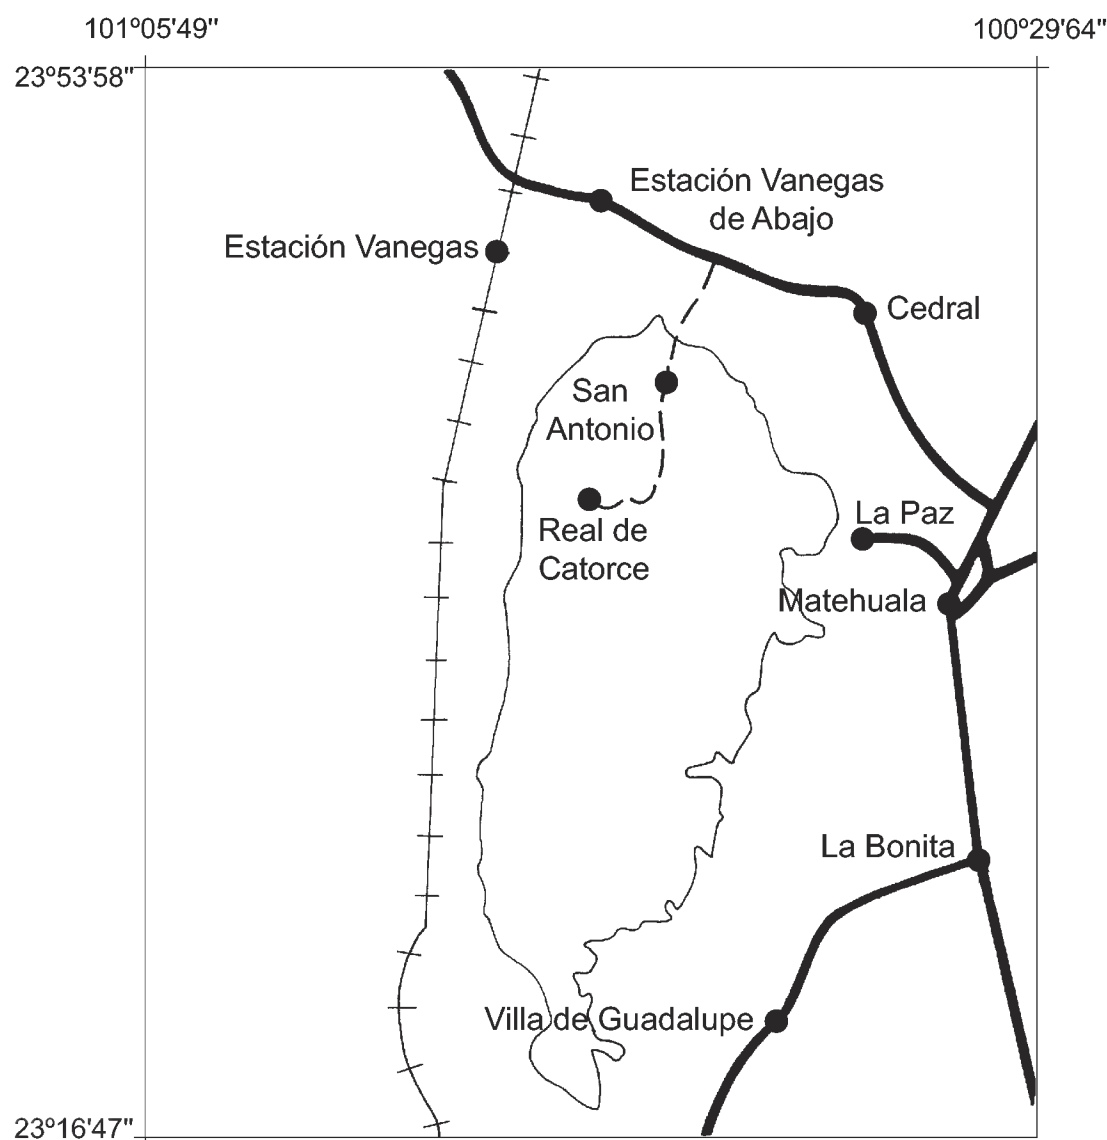 101º05'49"
100º29'64"
23º53'58"
Estación Vanegas
de Abajo
Estación Vanegas
Cedral
San
Antonio
La Paz
Real de
Catorce
Matehuala
La Bonita
Villa de Guadalupe
23º16'47"